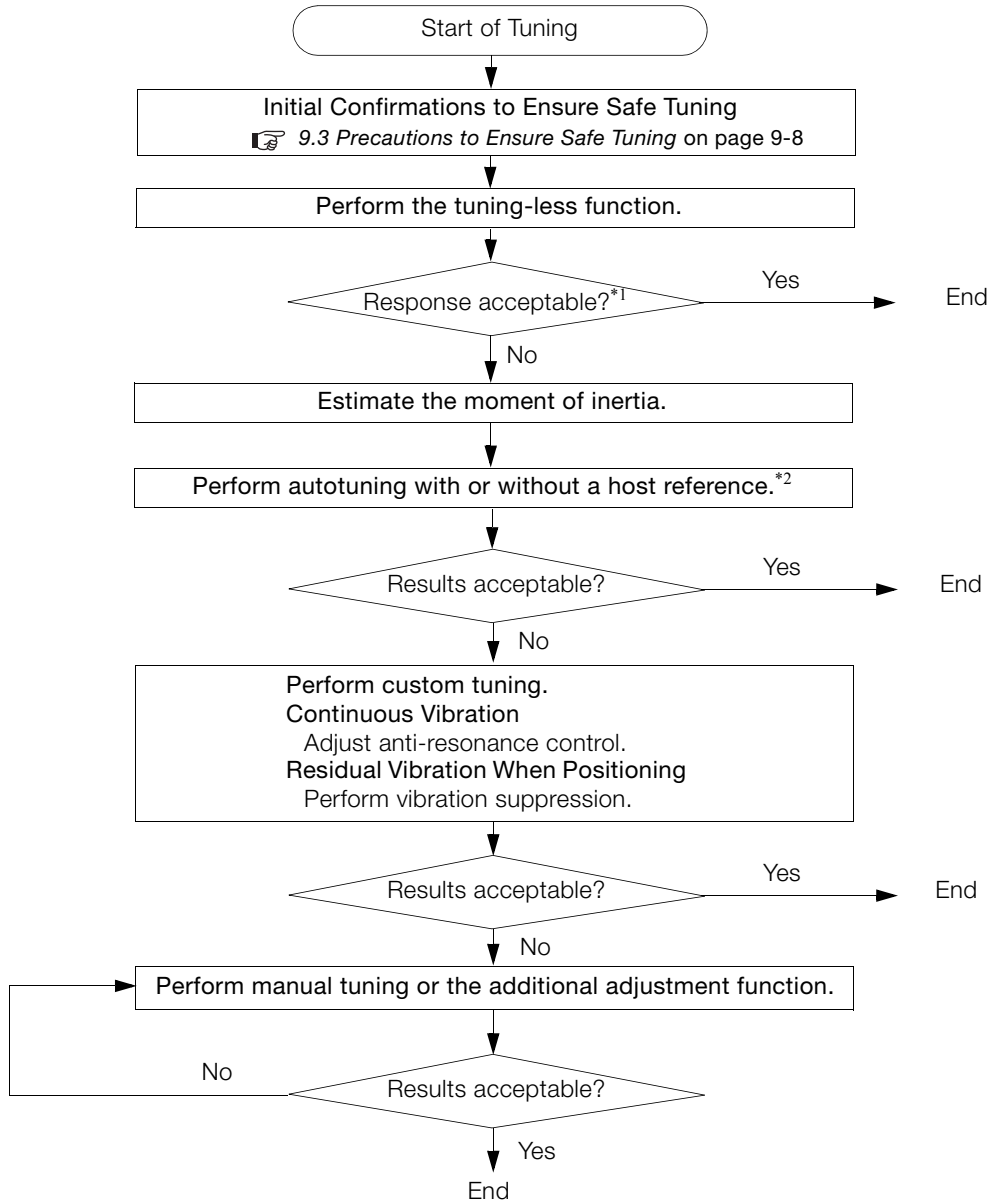 Start of Tuning
Initial Confirmations to Ensure Safe Tuning
9.3 Precautions to Ensure Safe Tuning on page 9-8
Perform the tuning-less function.
Response acceptable?*1
Yes
End
No
Estimate the moment of inertia.
Perform autotuning with or without a host reference.*2
Results acceptable?
Yes
End
No
Perform custom tuning.
Continuous Vibration
Adjust anti-resonance control.
Residual Vibration When Positioning
Perform vibration suppression.
Results acceptable?
Yes
End
No
Perform manual tuning or the additional adjustment function.
No
Results acceptable?
Yes
End